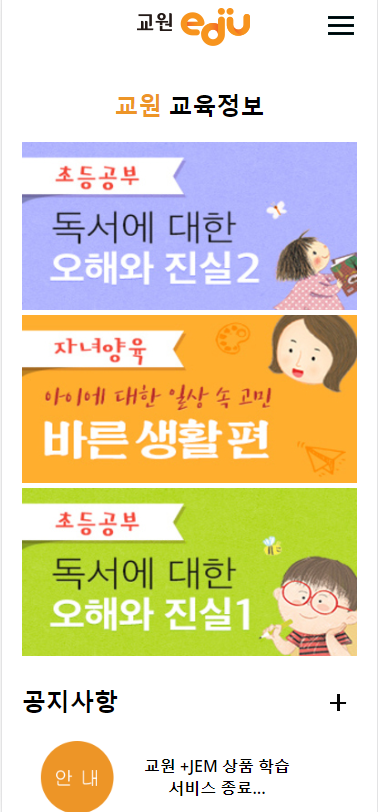 교원 edju
교원 교육정보
초등공부
독서에 대한
오해와 진실2
자녀양육
아이에 대한 일상 속 고민
바른 생활 편
초등공부
독서에 대한
오해와 진실1
공지사항
안 내
교원 +JEM 상품 학습
서비스 종료...